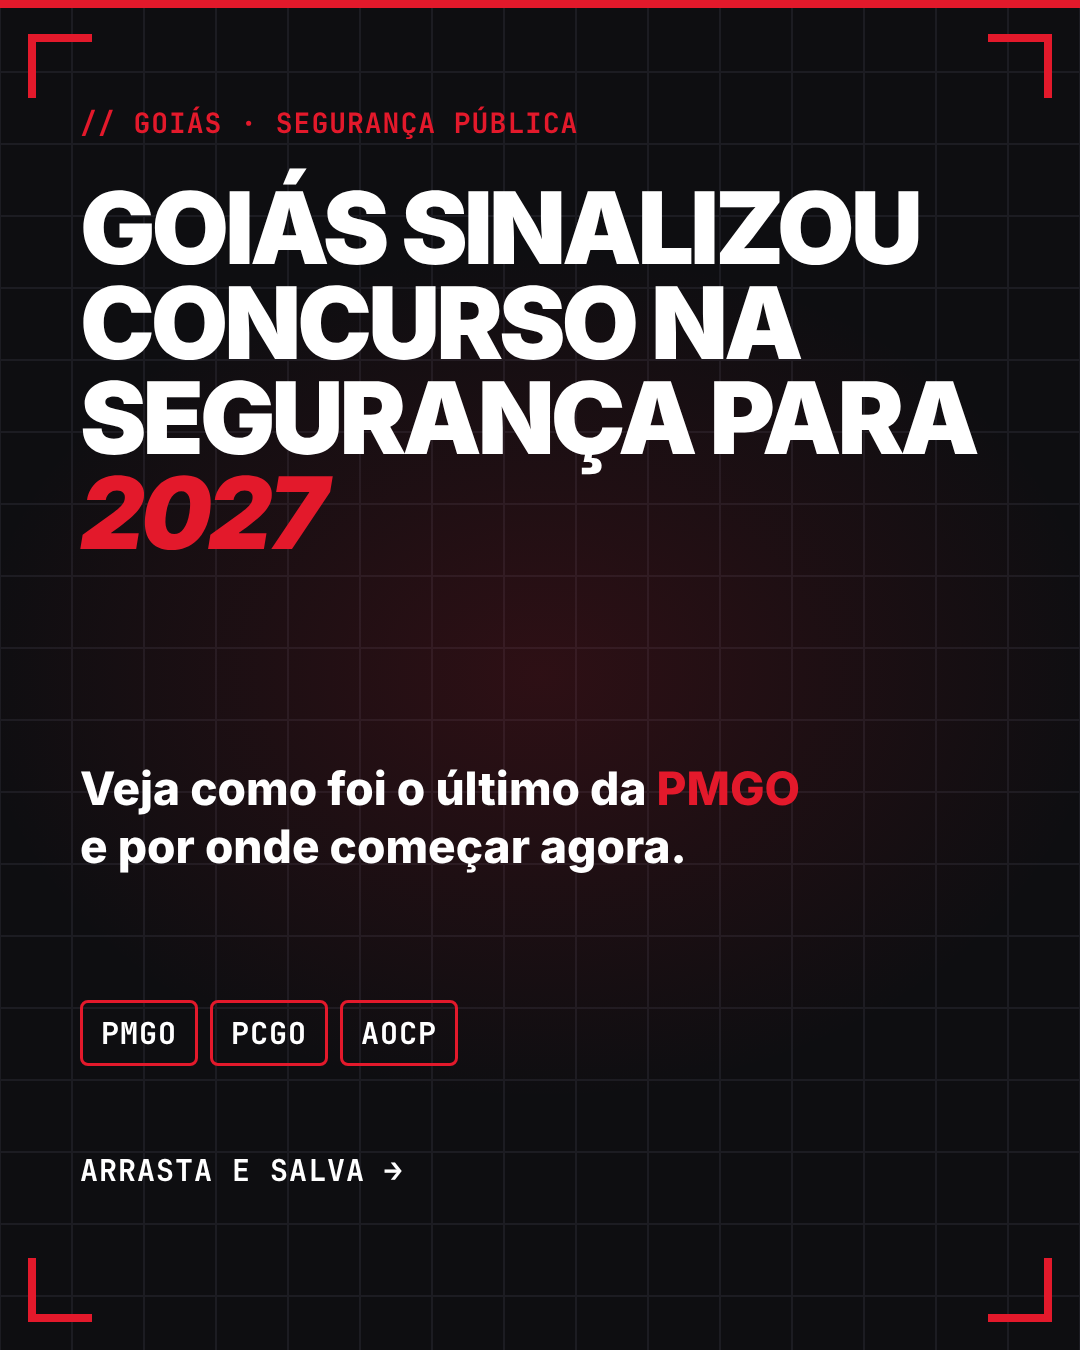 // GOIÁS · SEGURANÇA PÚBLICA
GOIÁS SINALIZOU
CONCURSO NA
SEGURANÇA PARA
2027
Veja como foi o último da PMGO
e por onde começar agora.
PMGO PCGO AOCP
ARRASTA E SALVA →